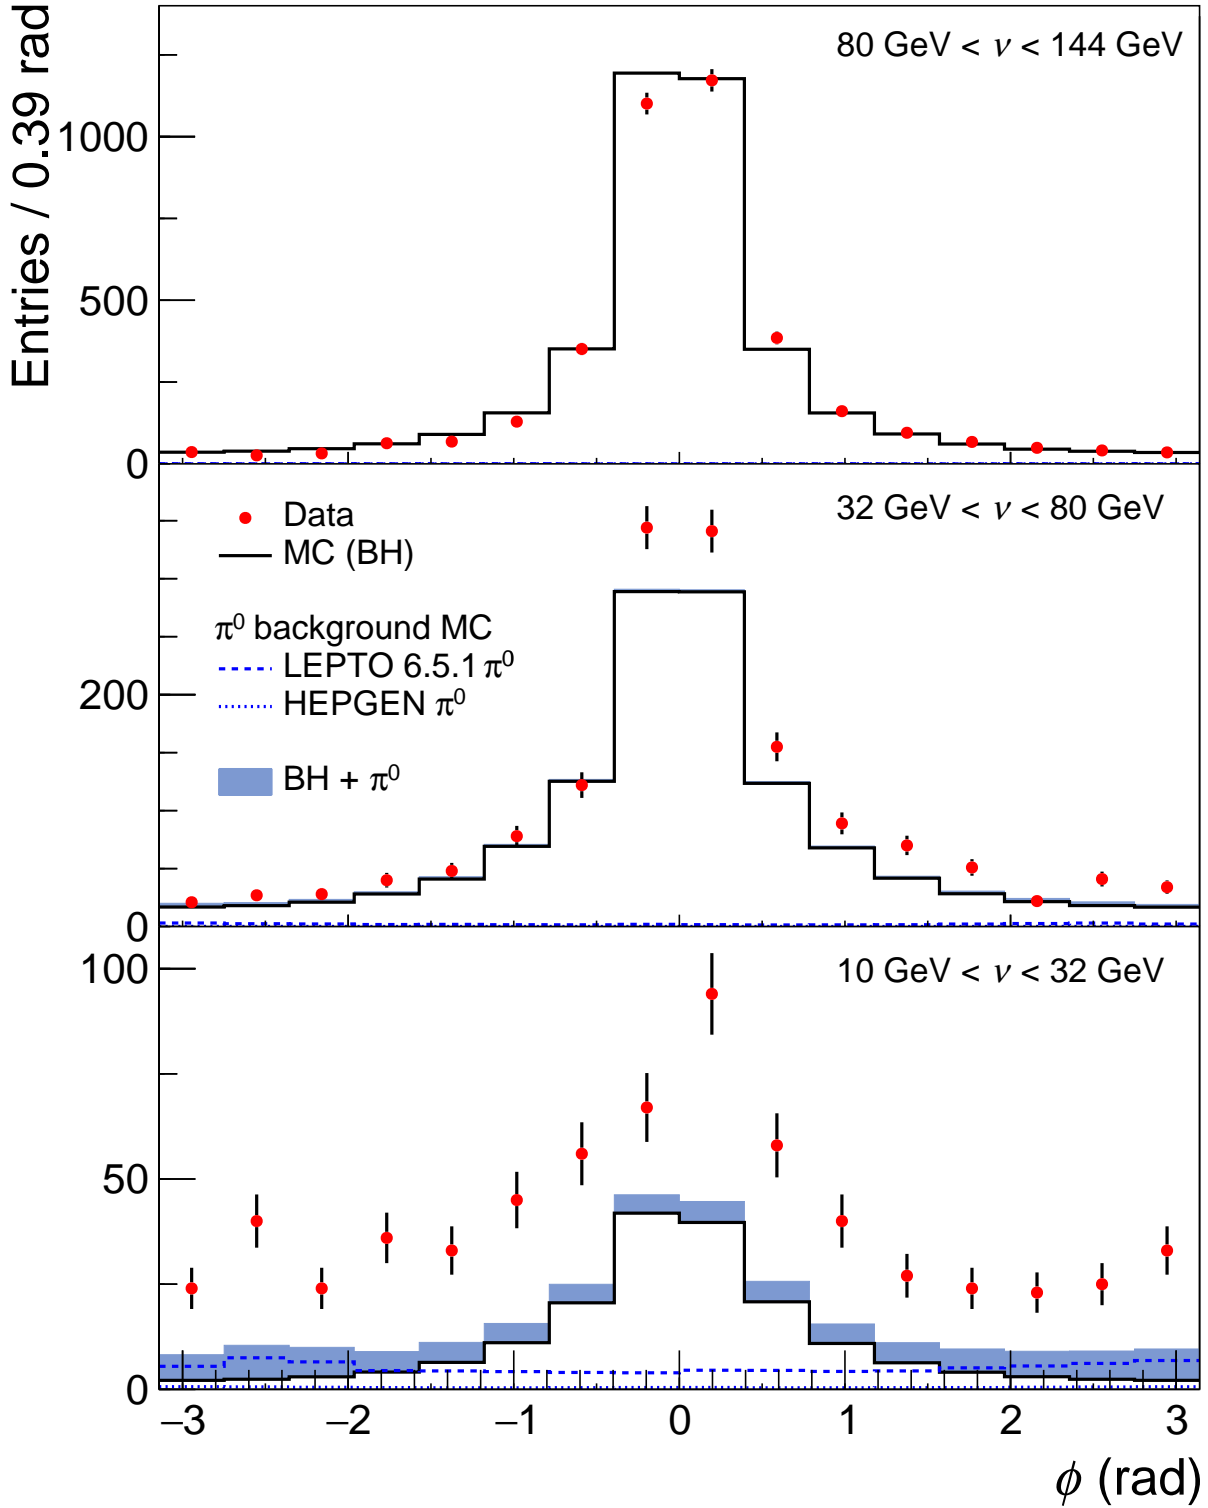 Entries / 0.39 rad
80 GeV < ν < 144 GeV
1000
500
0
32 GeV < ν < 80 GeV
Data
MC (BH)
π⁰ background MC
LEPTO 6.5.1 π⁰
HEPGEN π⁰
BH + π⁰
200
0
10 GeV < ν < 32 GeV
100
50
0
−3 −2 −1 0 1 2 3
ϕ (rad)